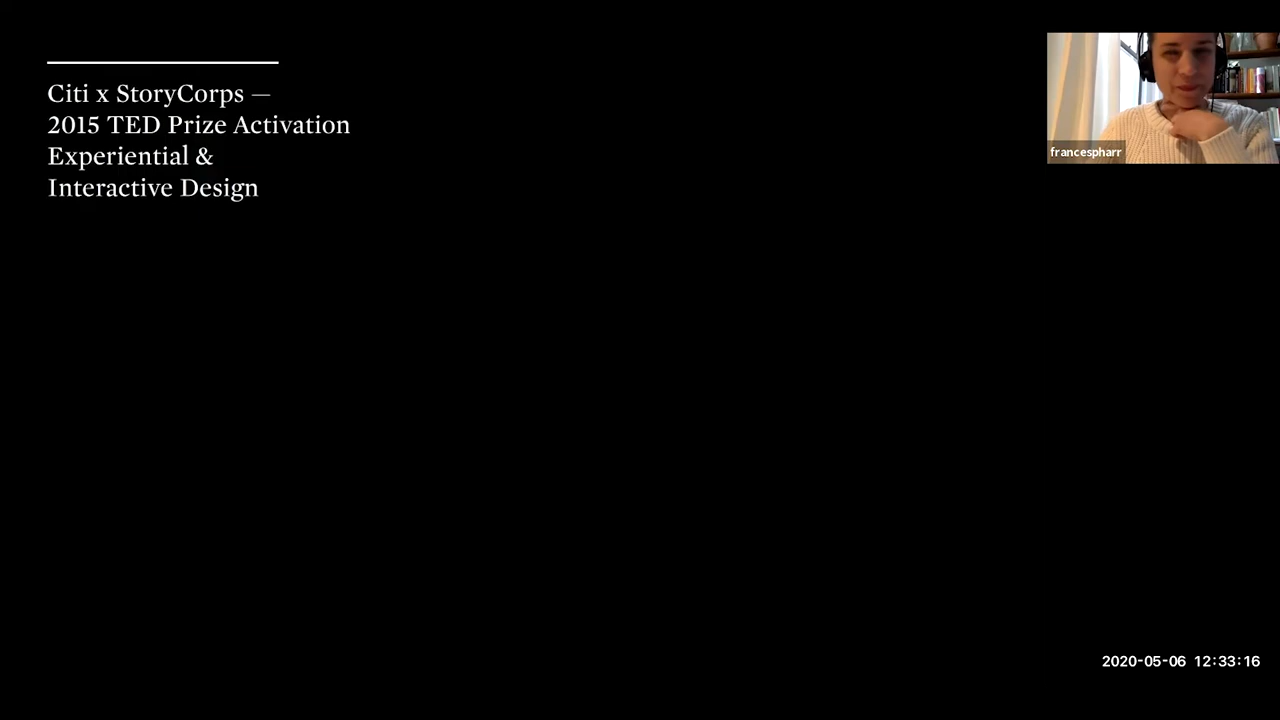 Citi x StoryCorps —
2015 TED Prize Activation
Experiential &
Interactive Design
francespharr
2020-05-06 12:33:16